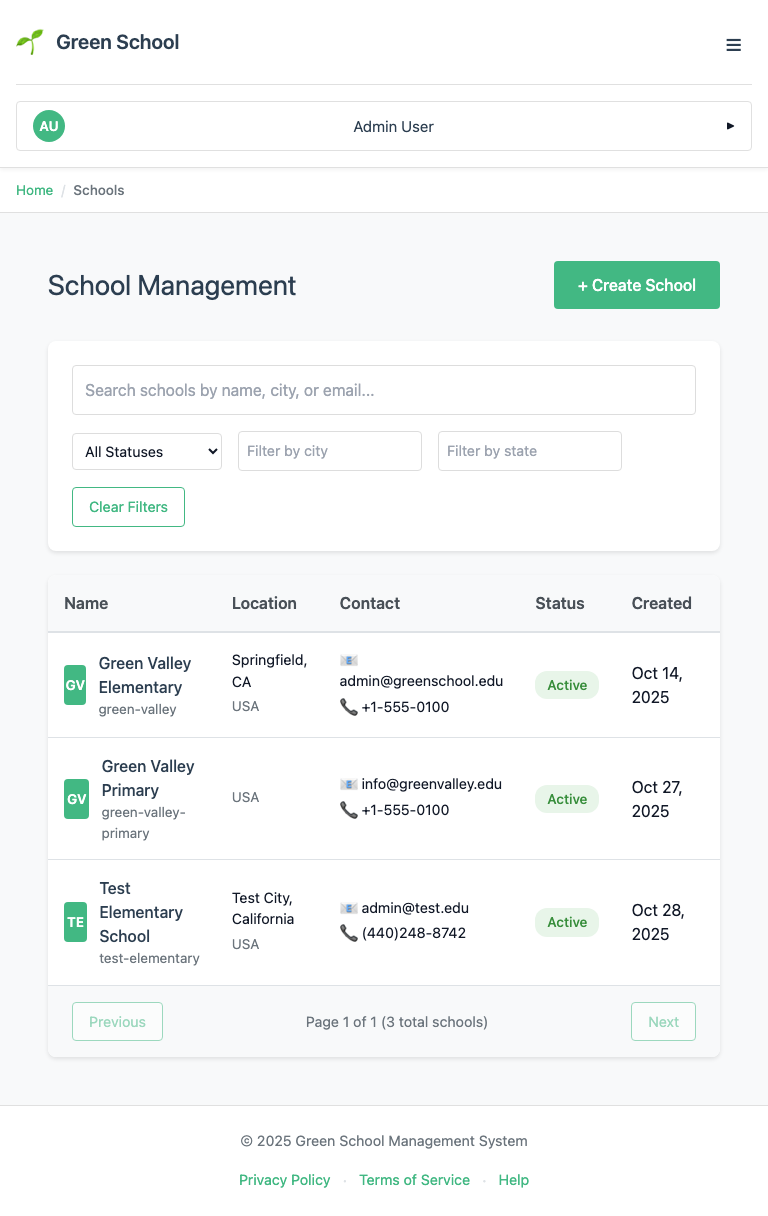 Green School
AU
Admin User
Home / Schools
School Management
+ Create School
Search schools by name, city, or email...
All Statuses
Filter by city
Filter by state
Clear Filters
Name Location Contact Status Created
GV
Green Valley
Elementary
green-valley
Springfield,
CA
USA
admin@greenschool.edu
+1-555-0100
Active
Oct 14,
2025
GV
Green Valley
Primary
green-valley-
primary
USA
info@greenvalley.edu
+1-555-0100
Active
Oct 27,
2025
TE
Test
Elementary
School
test-elementary
Test City,
California
USA
admin@test.edu
(440)248-8742
Active
Oct 28,
2025
Previous
Page 1 of 1 (3 total schools)
Next
© 2025 Green School Management System
Privacy Policy · Terms of Service · Help